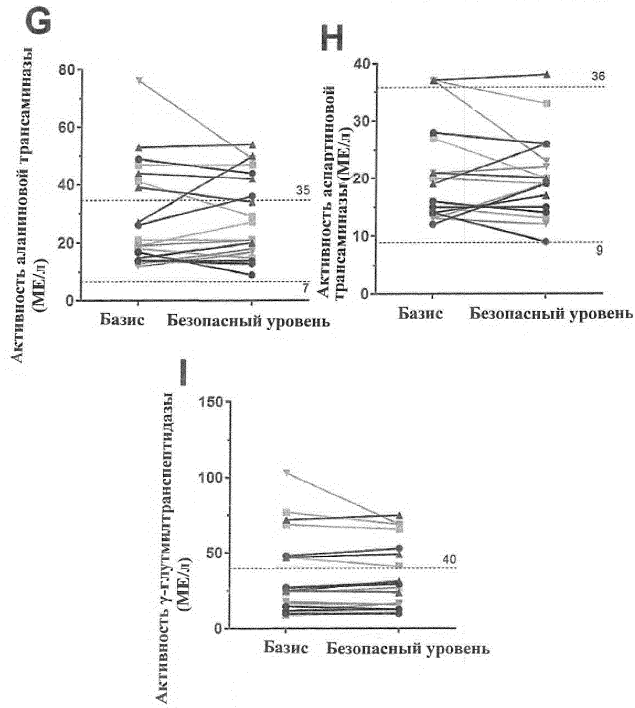 G
Активность аланиновой трансаминазы
(МЕ/л)
80
60
40
20
0
35
7
Базис
Безопасный уровень
H
Активность аспартиновой
трансаминазы(МЕ/л)
40
30
20
10
0
36
9
Базис
Безопасный уровень
I
Активность γ-глутмилтранспептидазы
(МЕ/л)
150
100
50
0
40
Базис
Безопасный уровень